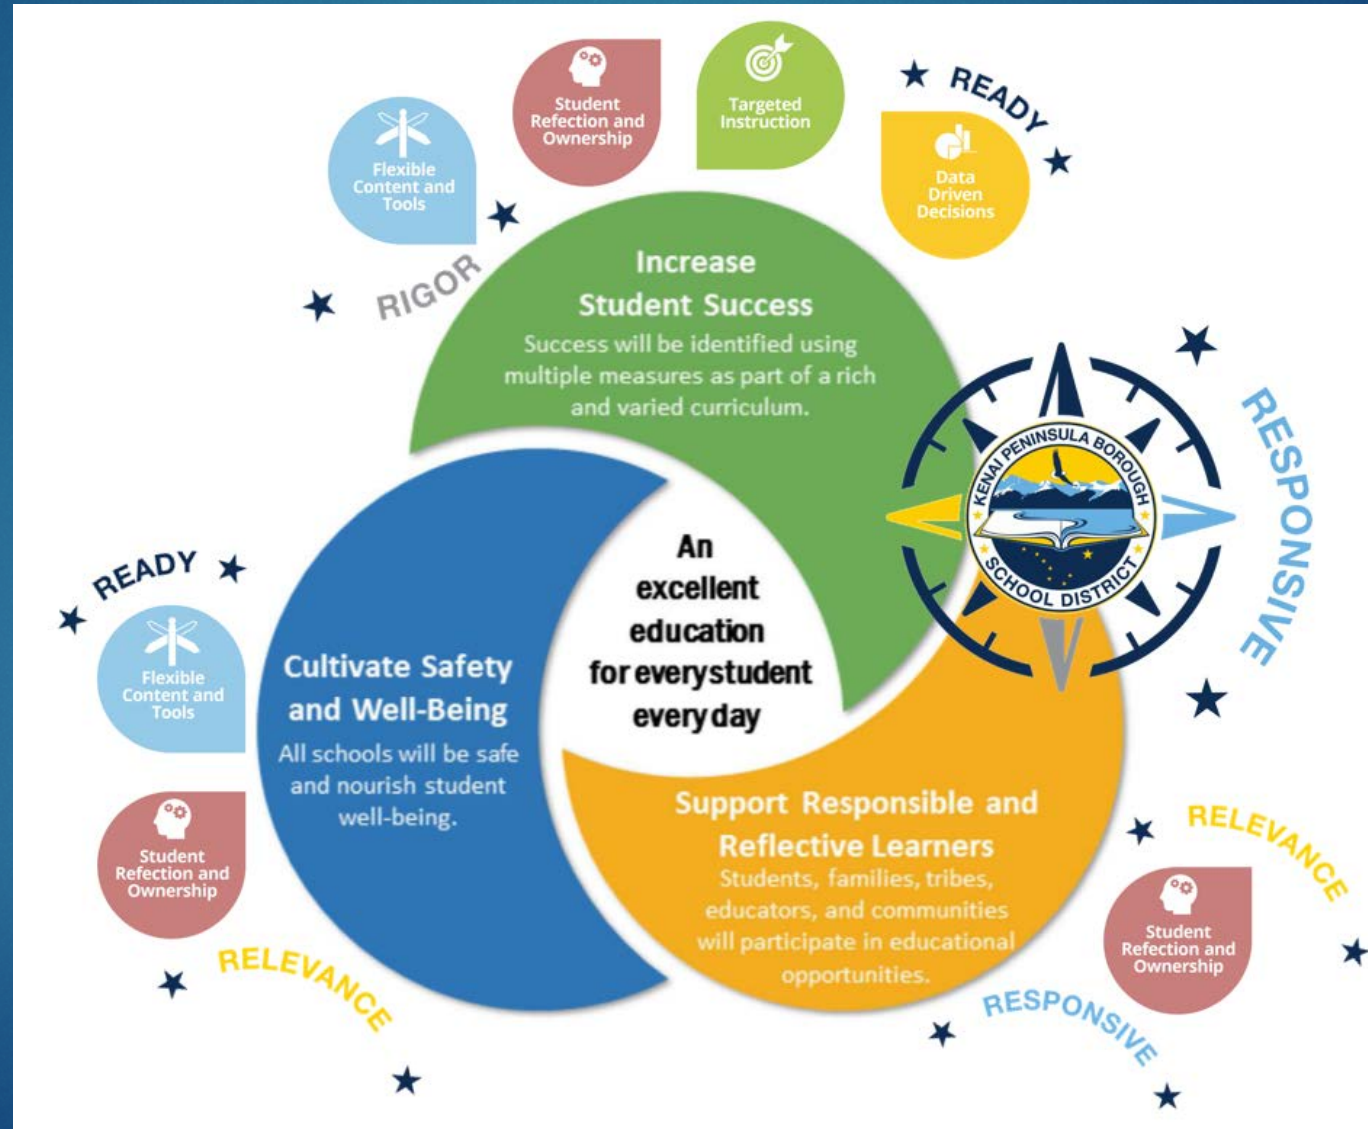 READY
Student
Refection and
Ownership
Targeted
Instruction
Flexible
Content and
Tools
Data
Driven
Decisions
RIGOR
Increase
Student Success
Success will be identified using
multiple measures as part of a rich
and varied curriculum.
RESPONSIVE
KENAI PENINSULA BOROUGH
SCHOOL DISTRICT
An
excellent
education
for every student
every day
READY
Flexible
Content and
Tools
Student
Refection and
Ownership
RELEVANCE
Cultivate Safety
and Well-Being
All schools will be safe
and nourish student
well-being.
Support Responsible and
Reflective Learners
Students, families, tribes,
educators, and communities
will participate in educational
opportunities.
RELEVANCE
Student
Refection and
Ownership
RESPONSIVE